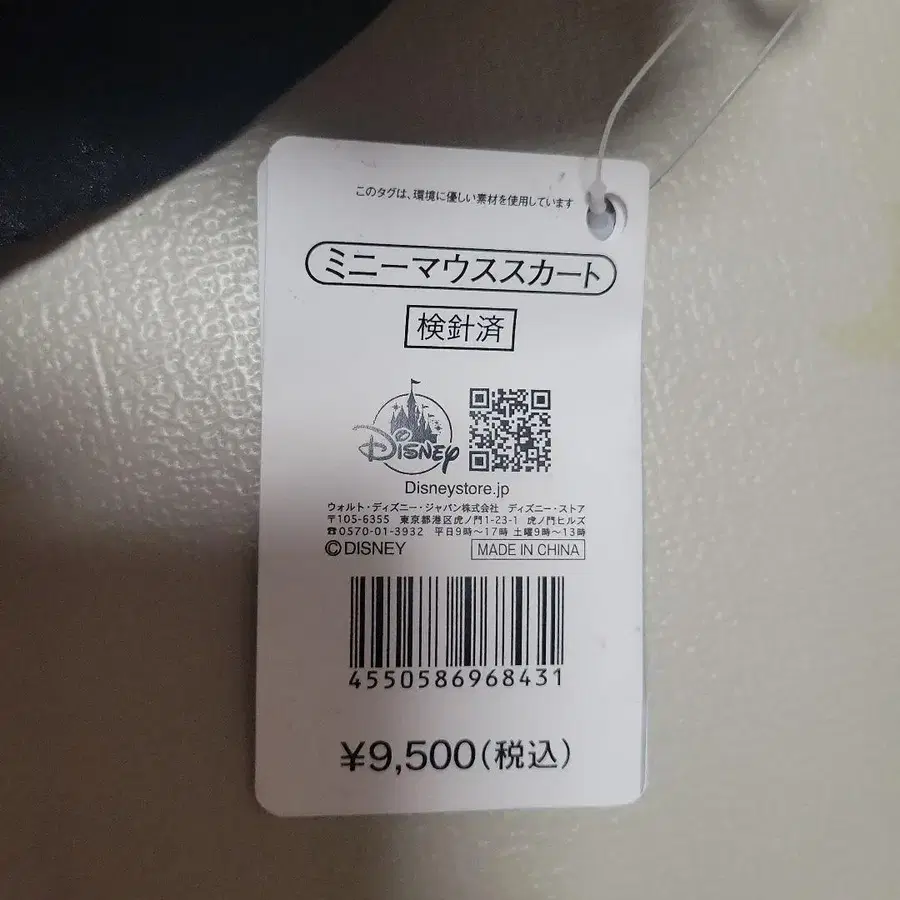 このタグは、環境に優しい素材を使用しています
ミニーマウススカート
検針済
Disney
Disneystore.jp
ウォルト・ディズニー・ジャパン株式会社 ディズニー・ストア
〒105-6355 東京都港区虎ノ門1-23-1 虎ノ門ヒルズ
☎0570-01-3932 平日9時～17時 土曜9時～13時
©DISNEY MADE IN CHINA
4550586968431
¥9,500(税込)